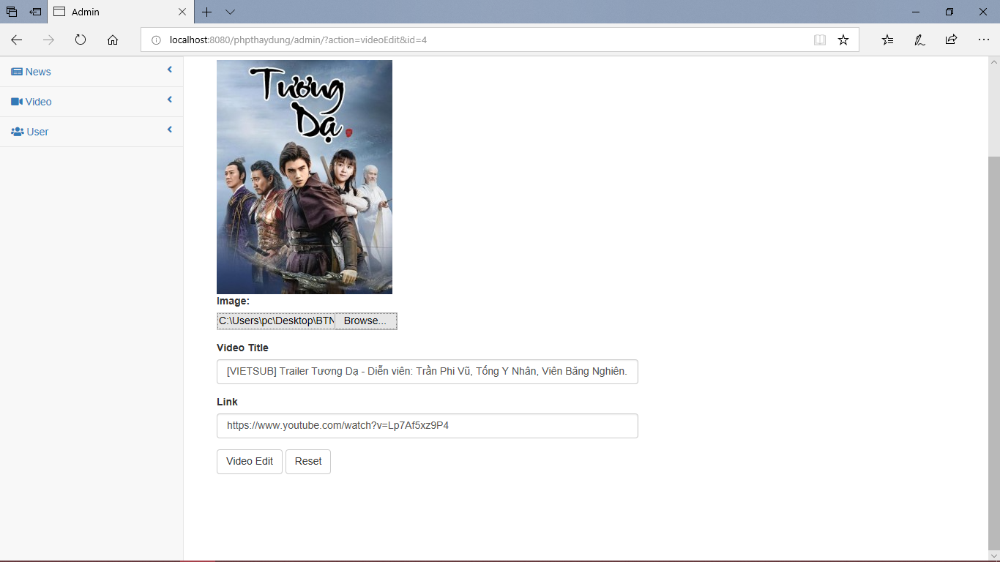 Admin
localhost:8080/phpthaydung/admin/?action=videoEdit&id=4
News
Video
User
Tương
Dạ
Image:
C:\Users\pc\Desktop\BTN Browse...
Video Title
[VIETSUB] Trailer Tương Dạ - Diễn viên: Trần Phi Vũ, Tống Y Nhân, Viên Băng Nghiên.
Link
https://www.youtube.com/watch?v=Lp7Af5xz9P4
Video Edit Reset